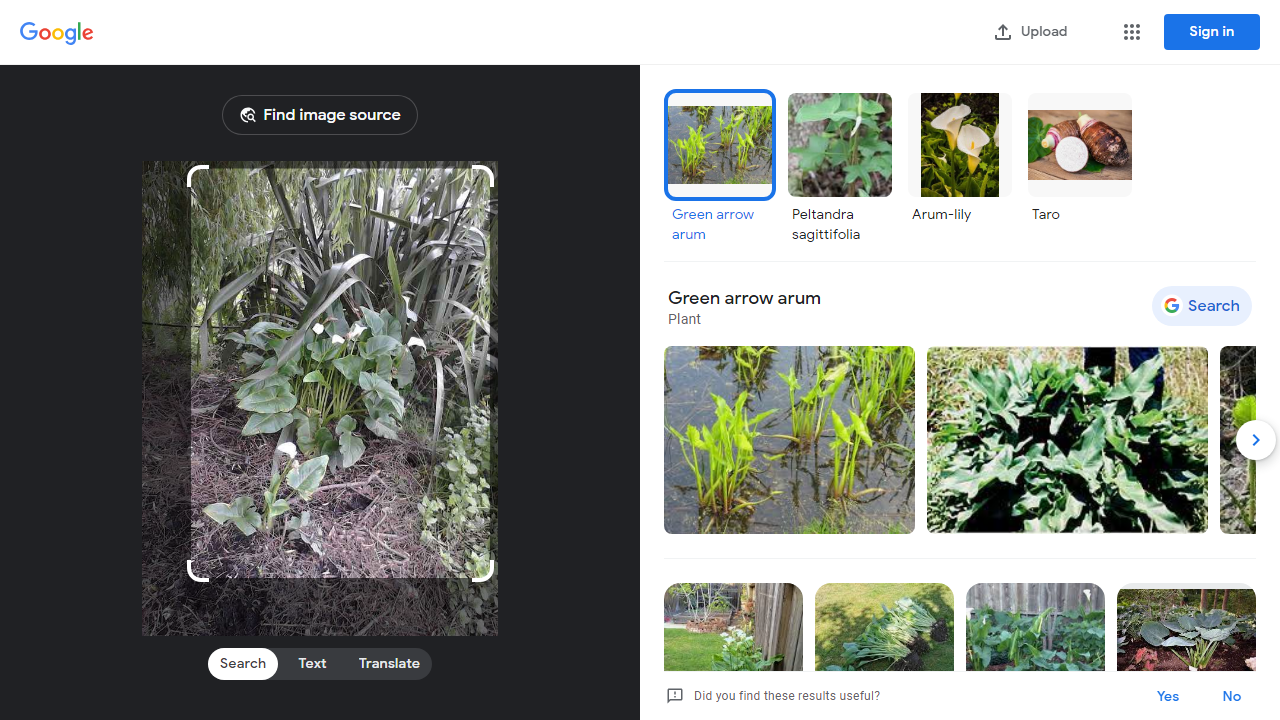 Google
Upload
Sign in
Find image source
Green arrow
arum
Peltandra
sagittifolia
Arum-lily
Taro
Green arrow arum
Plant
Search
Search
Text
Translate
Did you find these results useful?
Yes
No